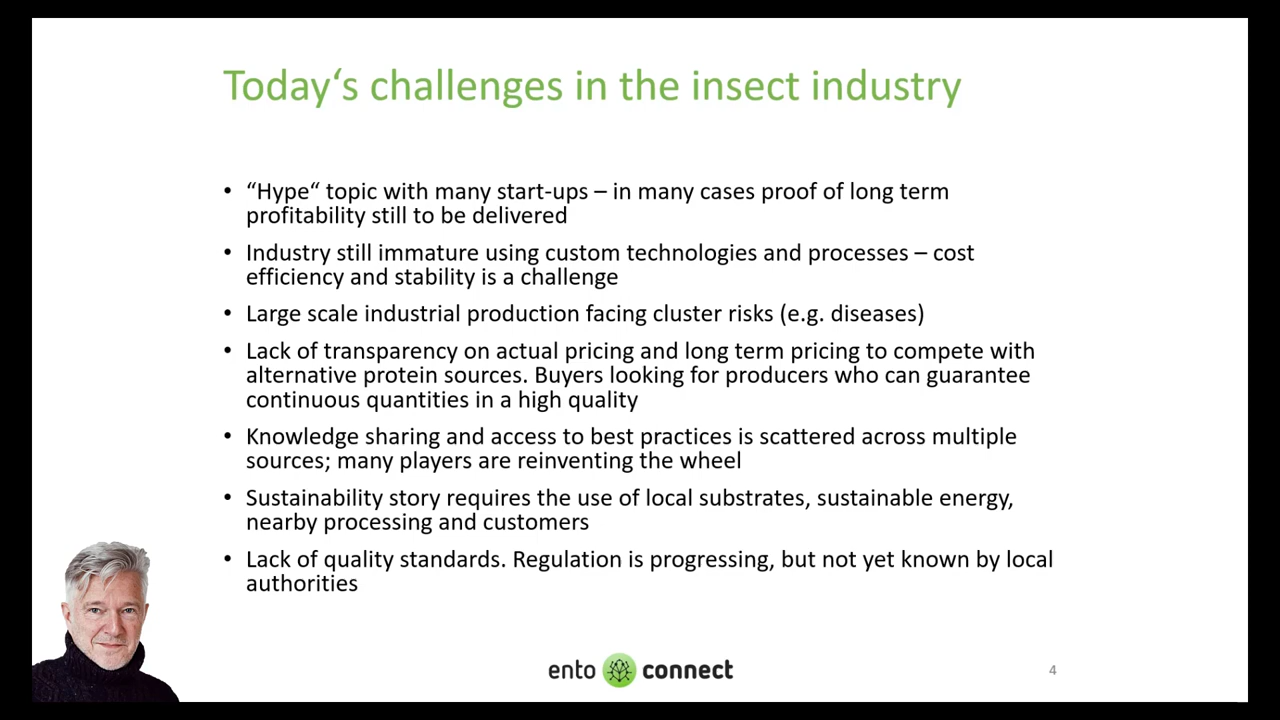 Today‘s challenges in the insect industry
• “Hype“ topic with many start-ups – in many cases proof of long term
profitability still to be delivered
• Industry still immature using custom technologies and processes – cost
efficiency and stability is a challenge
• Large scale industrial production facing cluster risks (e.g. diseases)
• Lack of transparency on actual pricing and long term pricing to compete with
alternative protein sources. Buyers looking for producers who can guarantee
continuous quantities in a high quality
• Knowledge sharing and access to best practices is scattered across multiple
sources; many players are reinventing the wheel
• Sustainability story requires the use of local substrates, sustainable energy,
nearby processing and customers
• Lack of quality standards. Regulation is progressing, but not yet known by local
authorities
ento connect
4